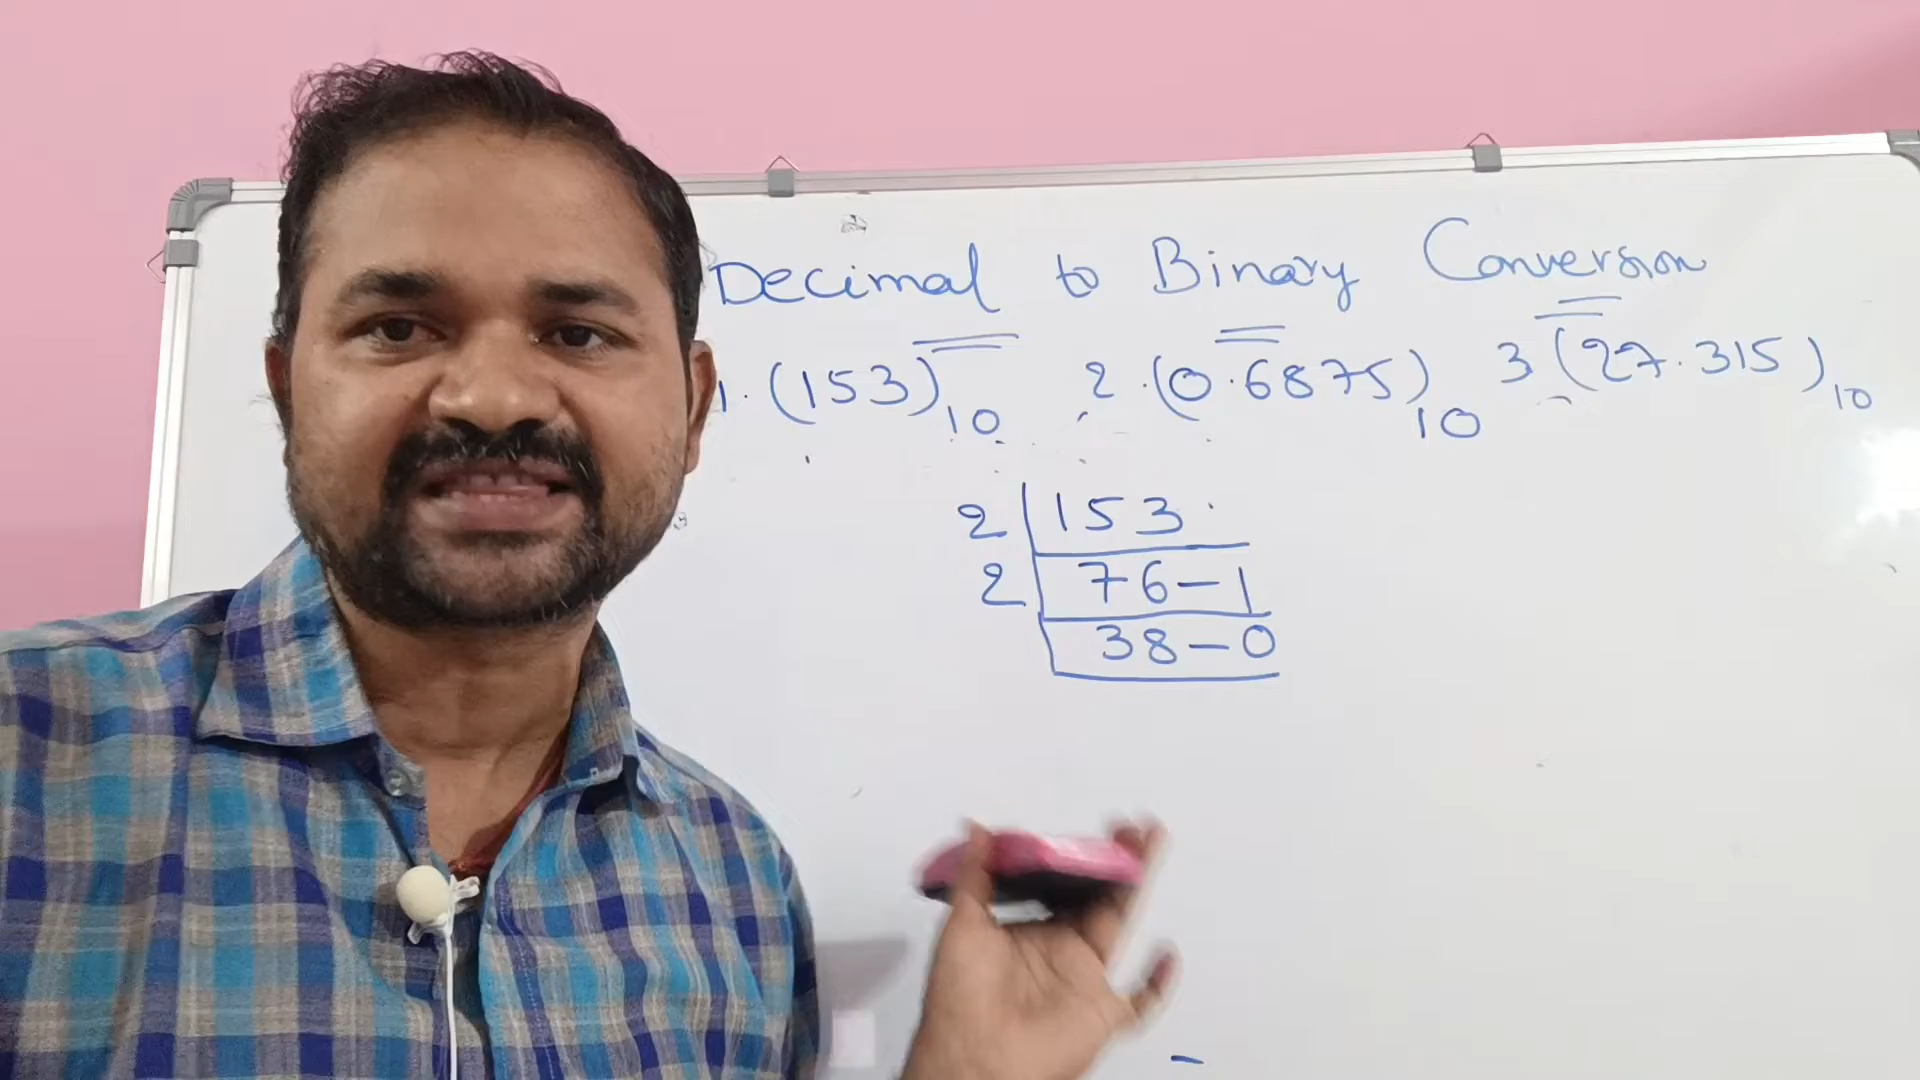 Decimal to Binary Conversion
1. (153)10 2. (0.6875)10 3 (27.315)10
2 | 153
2 | 76 - 1
38 - 0